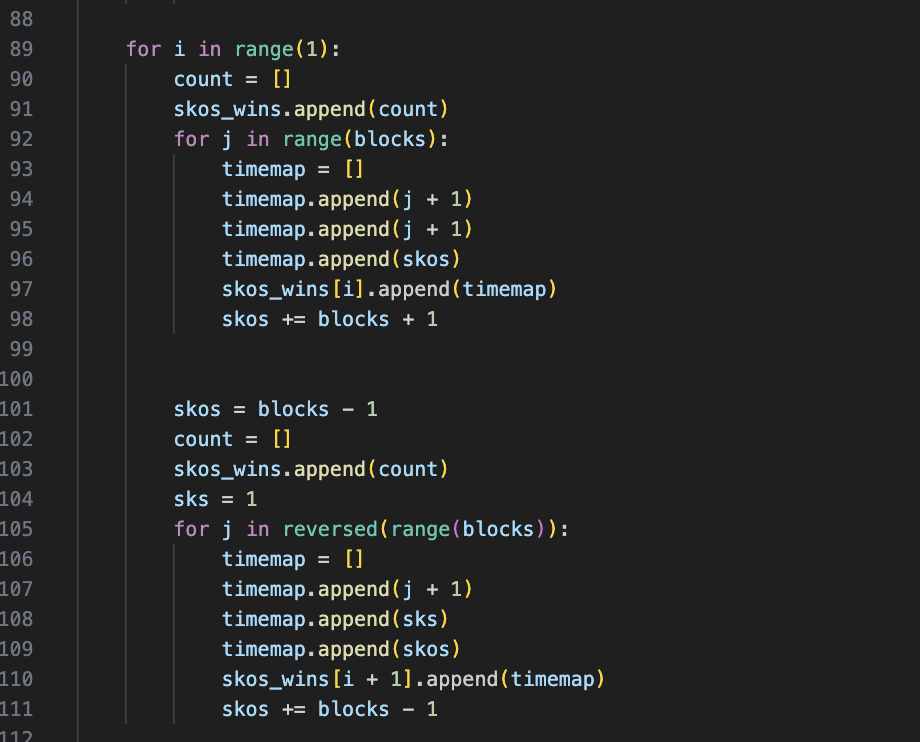 88
89 for i in range(1):
90 count = []
91 skos_wins.append(count)
92 for j in range(blocks):
93 timemap = []
94 timemap.append(j + 1)
95 timemap.append(j + 1)
96 timemap.append(skos)
97 skos_wins[i].append(timemap)
98 skos += blocks + 1
99
100
101 skos = blocks - 1
102 count = []
103 skos_wins.append(count)
104 sks = 1
105 for j in reversed(range(blocks)):
106 timemap = []
107 timemap.append(j + 1)
108 timemap.append(sks)
109 timemap.append(skos)
110 skos_wins[i + 1].append(timemap)
111 skos += blocks - 1
112